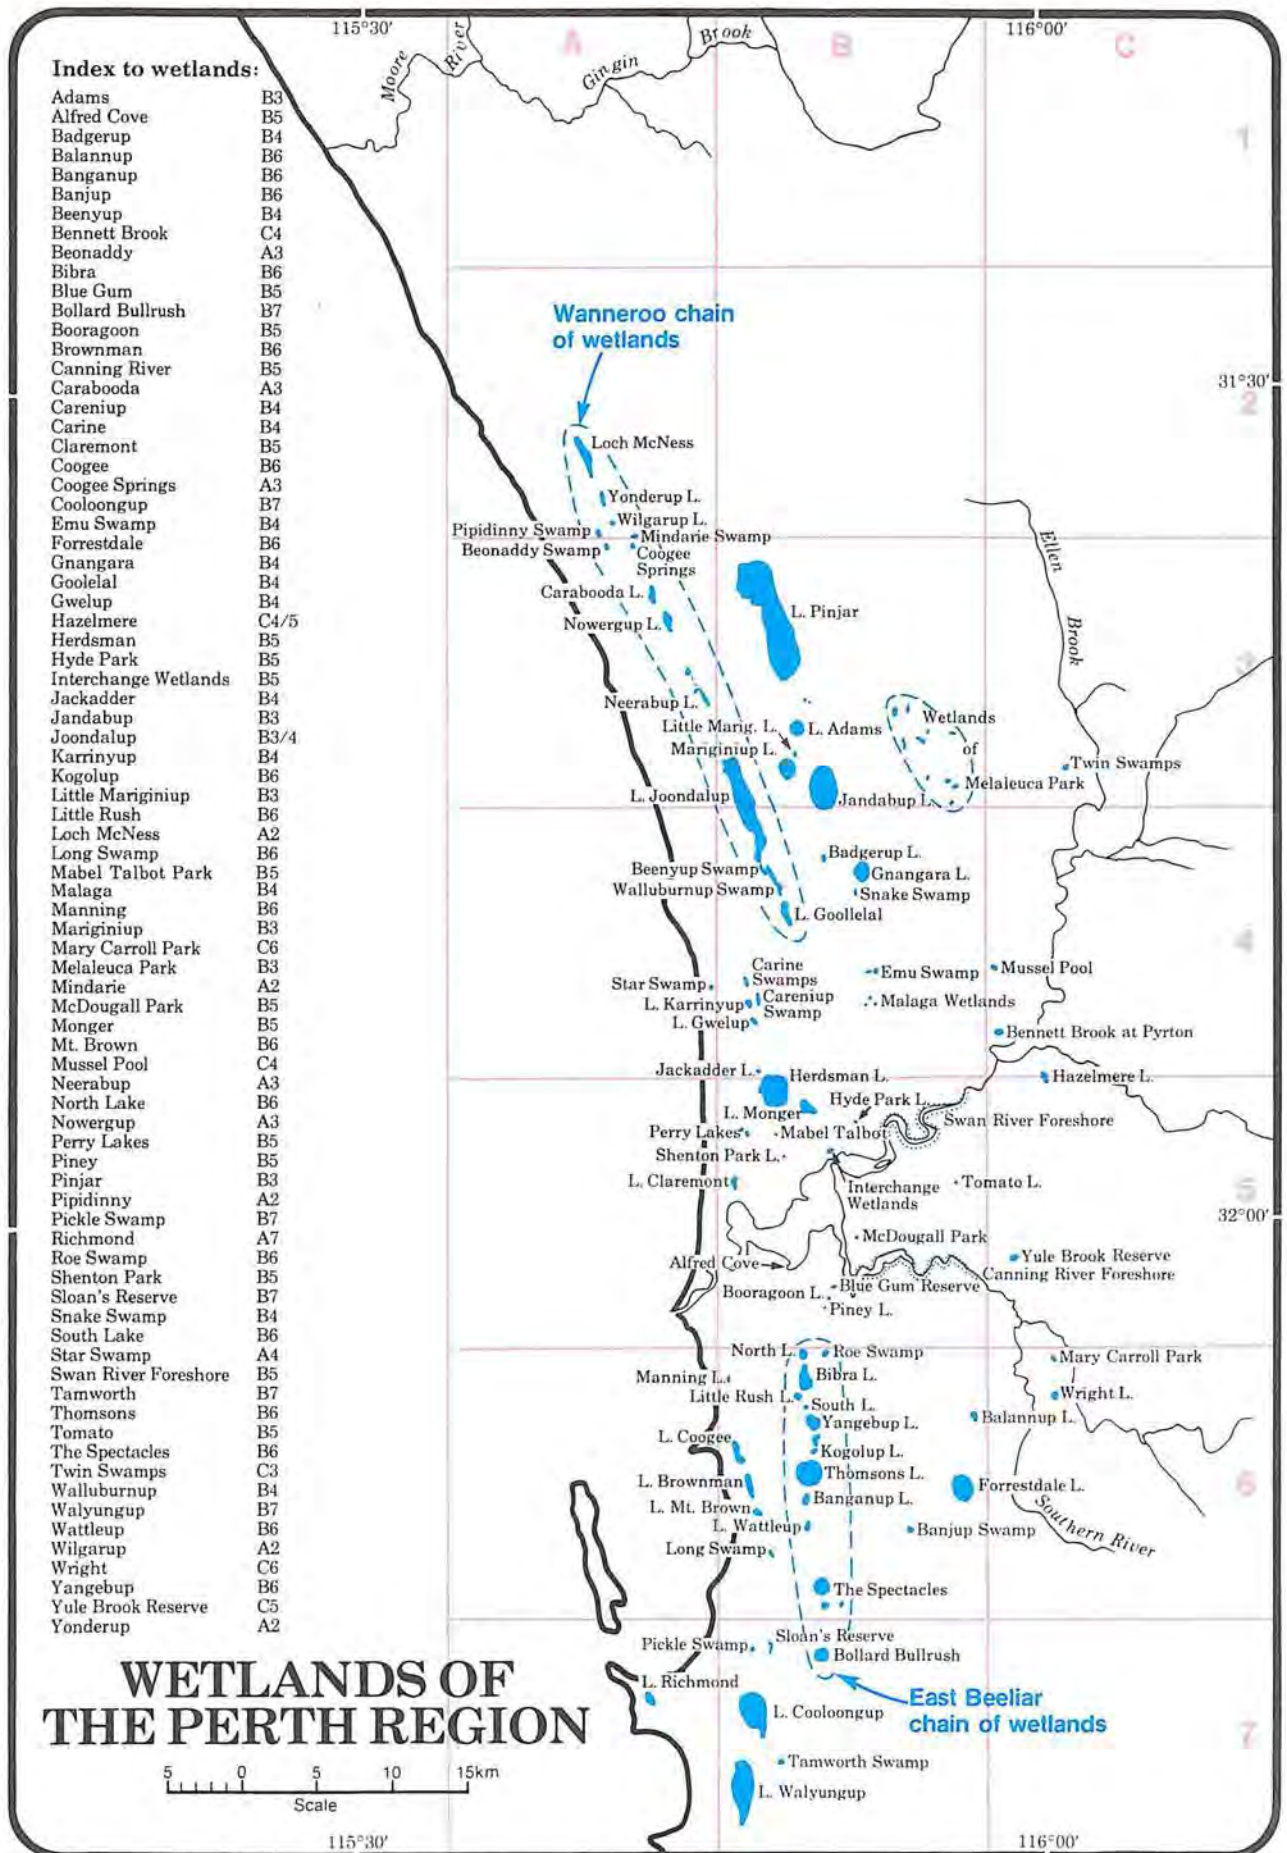 115°30'
116°00'
A
B
C
Index to wetlands:
Adams B3
Alfred Cove B5
Badgerup B4
Balannup B6
Banganup B6
Banjup B6
Beenyup B4
Bennett Brook C4
Beonaddy A3
Bibra B6
Blue Gum B5
Bollard Bullrush B7
Booragoon B5
Brownman B6
Canning River B5
Carabooda A3
Careniup B4
Carine B4
Claremont B5
Coogee B6
Coogee Springs A3
Cooloongup B7
Emu Swamp B4
Forrestdale B6
Gnangara B4
Goolelal B4
Gwelup B4
Hazelmere C4/5
Herdsman B5
Hyde Park B5
Interchange Wetlands B5
Jackadder B4
Jandabup B3
Joondalup B3/4
Karrinyup B4
Kogolup B6
Little Mariginiup B3
Little Rush B6
Loch McNess A2
Long Swamp B6
Mabel Talbot Park B5
Malaga B4
Manning B6
Mariginiup B3
Mary Carroll Park C6
Melaleuca Park B3
Mindarie A2
McDougall Park B5
Monger B5
Mt. Brown B6
Mussel Pool C4
Neerabup A3
North Lake B6
Nowergup A3
Perry Lakes B5
Piney B5
Pinjar B3
Pipidinny A2
Pickle Swamp B7
Richmond A7
Roe Swamp B6
Shenton Park B5
Sloan's Reserve B7
Snake Swamp B4
South Lake B6
Star Swamp A4
Swan River Foreshore B5
Tamworth B7
Thomsons B6
Tomato B5
The Spectacles B6
Twin Swamps C3
Walluburnup B4
Walyungup B7
Wattleup B6
Wilgarup A2
Wright C6
Yangebup B6
Yule Brook Reserve C5
Yonderup A2
WETLANDS OF
THE PERTH REGION
5 0 5 10 15km
Scale
115°30'
116°00'
Moore
River
Gingin
Brook
1
Wanneroo chain
of wetlands
31°30'
2
Loch McNess
Yonderup L.
Wilgarup L.
Pipidinny Swamp
Mindarie Swamp
Beonaddy Swamp
Coogee
Springs
Ellen
Brook
Carabooda L.
L. Pinjar
Nowergup L.
3
Neerabup L.
Little Marig. L.
L. Adams
Wetlands
of
Melaleuca Park
Mariginiup L.
Twin Swamps
L. Joondalup
Jandabup L.
Badgerup L.
Beenyup Swamp
Gnangara L.
Walluburnup Swamp
Snake Swamp
L. Goollelal
4
Carine
Swamps
Emu Swamp
Mussel Pool
Star Swamp
L. Karrinyup
Careniup
Swamp
Malaga Wetlands
L. Gwelup
Bennett Brook at Pyrton
Jackadder L.
Herdsman L.
Hazelmere L.
Hyde Park L.
L. Monger
Swan River Foreshore
Perry Lakes
Mabel Talbot
Shenton Park L.
L. Claremont
Interchange
Wetlands
Tomato L.
5
32°00'
McDougall Park
Alfred Cove
Yule Brook Reserve
Canning River Foreshore
Booragoon L.
Blue Gum Reserve
Piney L.
North L.
Roe Swamp
Mary Carroll Park
Manning L.
Bibra L.
Little Rush L.
Wright L.
South L.
Balannup L.
Yangebup L.
L. Coogee
Kogolup L.
Thomsons L.
L. Brownman
Forrestdale L.
6
Banganup L.
L. Mt. Brown
L. Wattleup
Banjup Swamp
Southern River
Long Swamp
The Spectacles
Sloan's Reserve
Pickle Swamp
Bollard Bullrush
L. Richmond
East Beeliar
chain of wetlands
L. Cooloongup
7
Tamworth Swamp
L. Walyungup